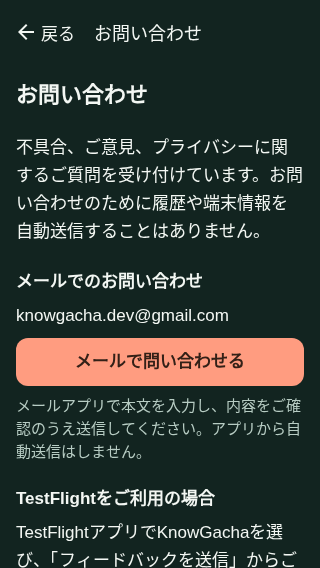 ← 戻る お問い合わせ
お問い合わせ
不具合、ご意見、プライバシーに関
するご質問を受け付けています。お問
い合わせのために履歴や端末情報を
自動送信することはありません。
メールでのお問い合わせ
knowgacha.dev@gmail.com
メールで問い合わせる
メールアプリで本文を入力し、内容をご確
認のうえ送信してください。アプリから自
動送信はしません。
TestFlightをご利用の場合
TestFlightアプリでKnowGachaを選
び、「フィードバックを送信」からご